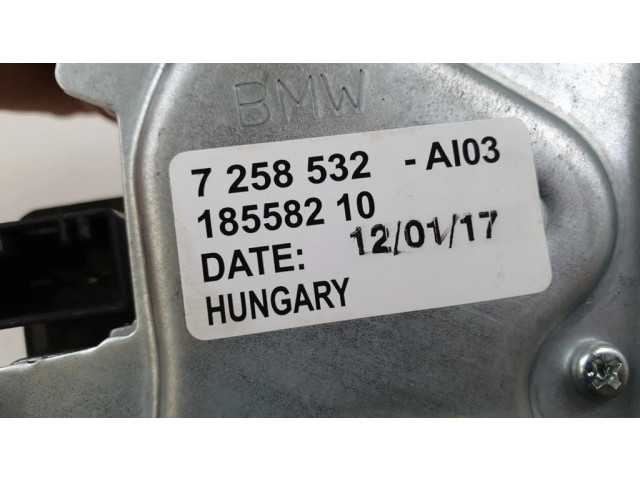 BMW
7 258 532 - AI03
185582 10
DATE: 12/01/17
HUNGARY